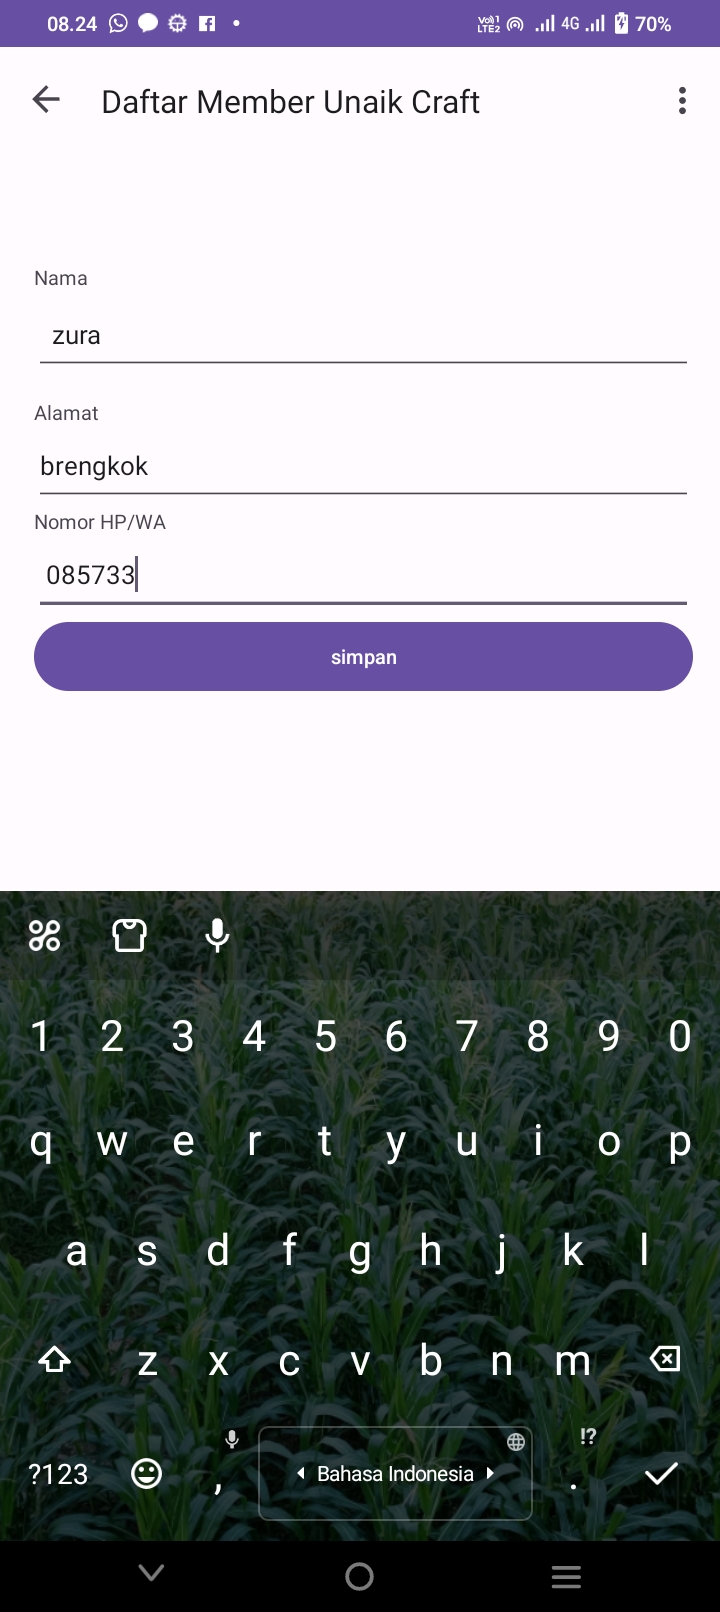 08.24 Vo))1 LTE2 4G 70%
Daftar Member Unaik Craft
Nama
zura
Alamat
brengkok
Nomor HP/WA
085733
simpan
1 2 3 4 5 6 7 8 9 0
q w e r t y u i o p
a s d f g h j k l
z x c v b n m
!?
?123 , Bahasa Indonesia .